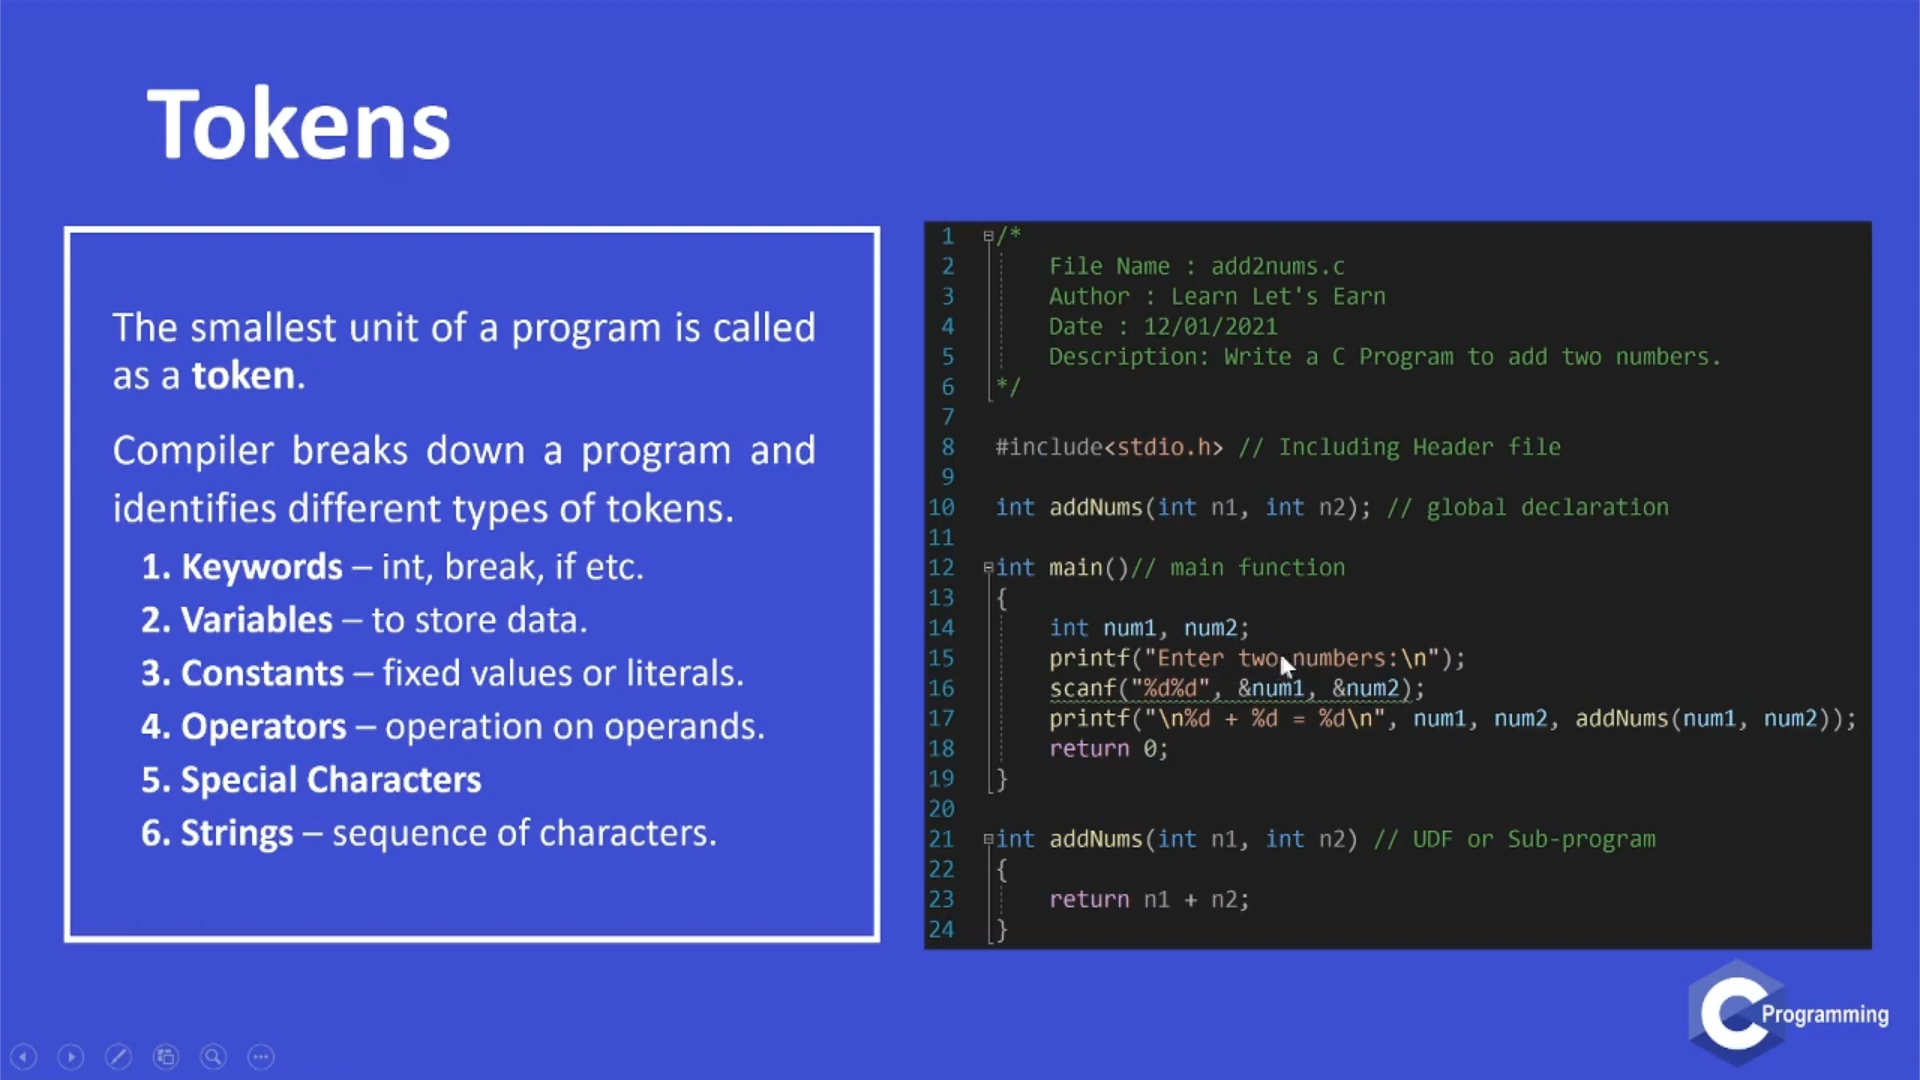 Tokens
The smallest unit of a program is called
as a token.
Compiler breaks down a program and
identifies different types of tokens.
1. Keywords – int, break, if etc.
2. Variables – to store data.
3. Constants – fixed values or literals.
4. Operators – operation on operands.
5. Special Characters
6. Strings – sequence of characters.
1 /*
2 File Name : add2nums.c
3 Author : Learn Let's Earn
4 Date : 12/01/2021
5 Description: Write a C Program to add two numbers.
6 */
7
8 #include<stdio.h> // Including Header file
9
10 int addNums(int n1, int n2); // global declaration
11
12 int main()// main function
13 {
14 int num1, num2;
15 printf("Enter two numbers:\n");
16 scanf("%d%d", &num1, &num2);
17 printf("\n%d + %d = %d\n", num1, num2, addNums(num1, num2));
18 return 0;
19 }
20
21 int addNums(int n1, int n2) // UDF or Sub-program
22 {
23 return n1 + n2;
24 }
C Programming